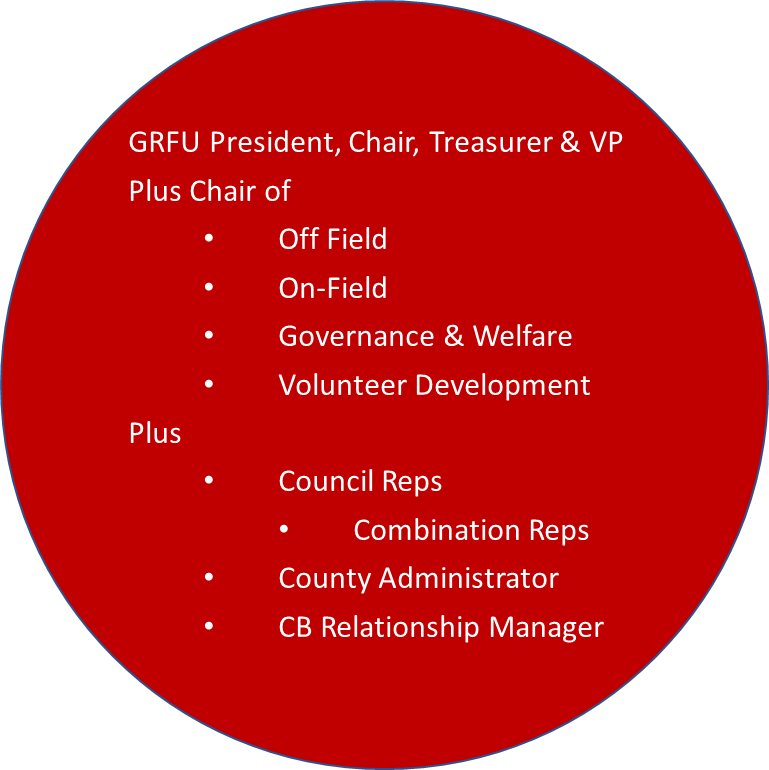 GRFU President, Chair, Treasurer & VP
Plus Chair of
• Off Field
• On-Field
• Governance & Welfare
• Volunteer Development
Plus
• Council Reps
• Combination Reps
• County Administrator
• CB Relationship Manager